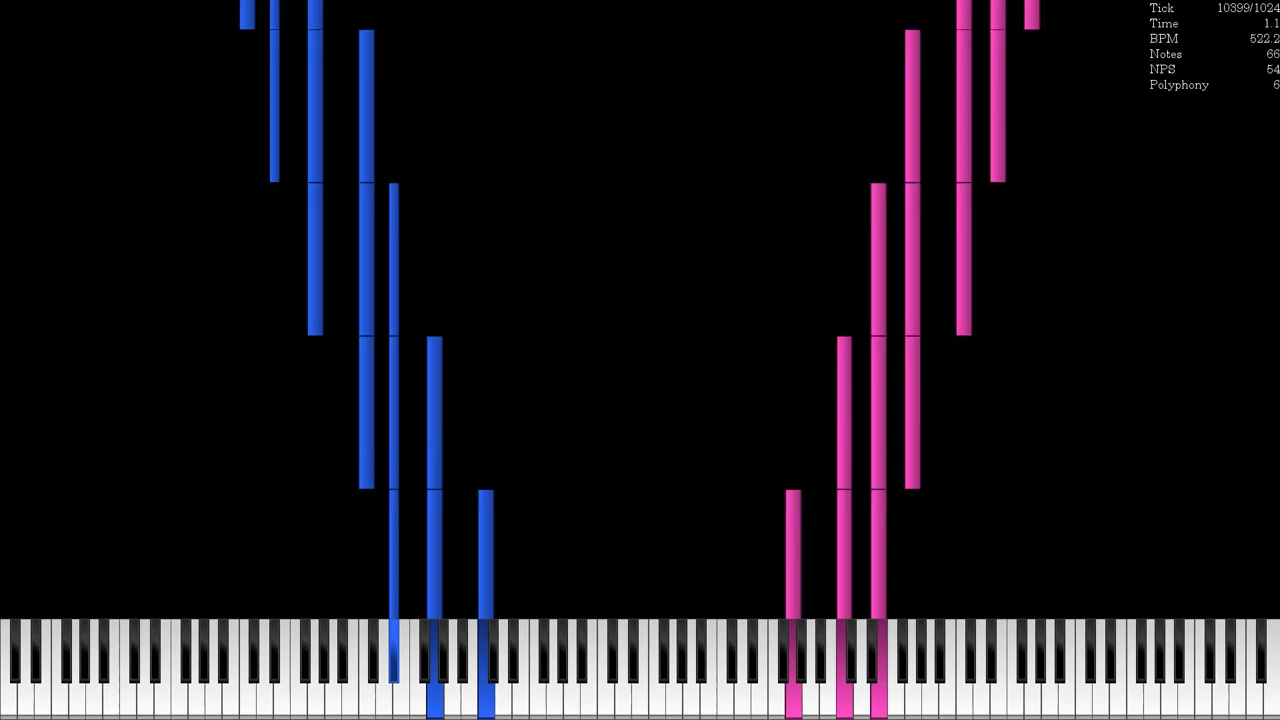 Tick 10399/1024
Time 1.1
BPM 522.2
Notes 66
NPS 54
Polyphony 6